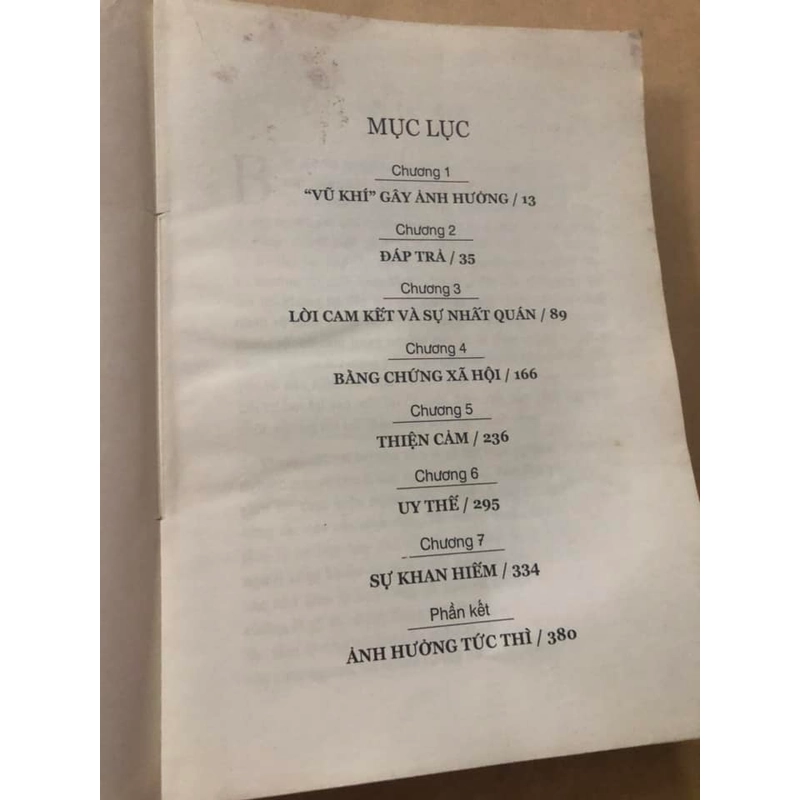 MỤC LỤC
Chương 1
“VŨ KHÍ” GÂY ẢNH HƯỞNG / 13
Chương 2
ĐÁP TRẢ / 35
Chương 3
LỜI CAM KẾT VÀ SỰ NHẤT QUÁN / 89
Chương 4
BẰNG CHỨNG XÃ HỘI / 166
Chương 5
THIỆN CẢM / 236
Chương 6
UY THẾ / 295
Chương 7
SỰ KHAN HIẾM / 334
Phần kết
ẢNH HƯỞNG TỨC THÌ / 380